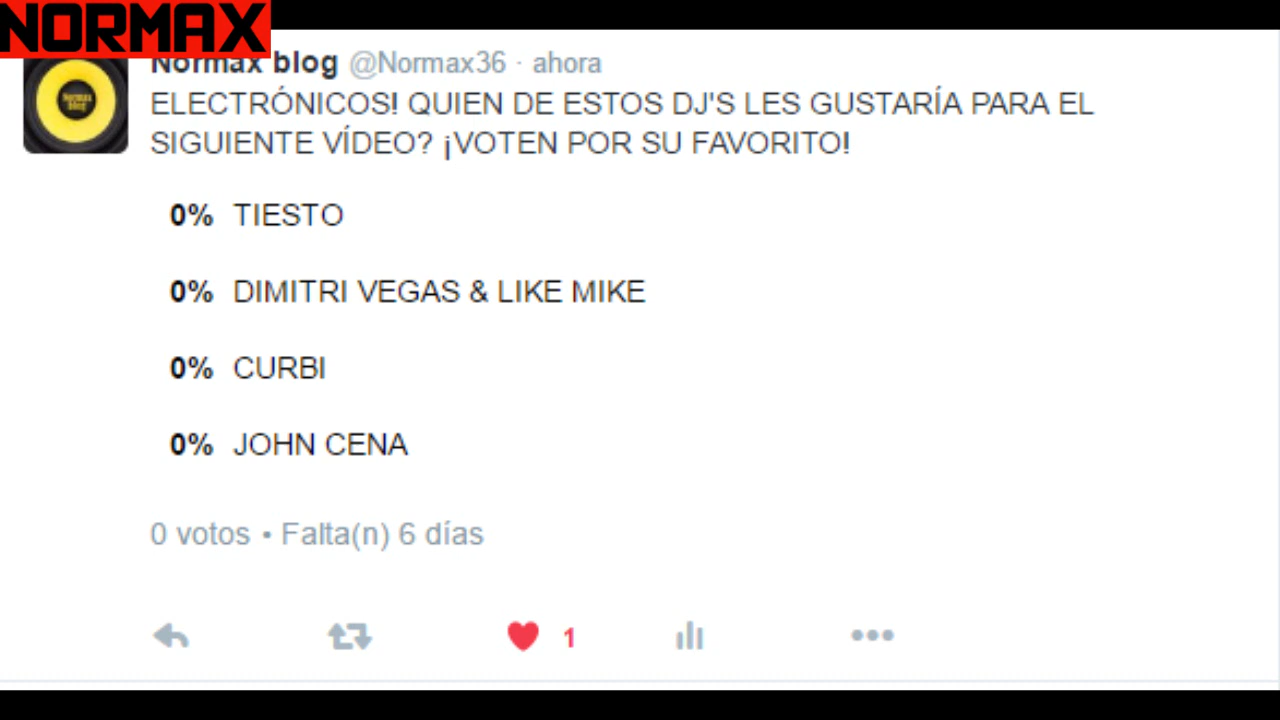 NORMAX
Normax blog @Normax36 · ahora
ELECTRÓNICOS! QUIEN DE ESTOS DJ'S LES GUSTARÍA PARA EL
SIGUIENTE VÍDEO? ¡VOTEN POR SU FAVORITO!
Normax
blog
0% TIESTO
0% DIMITRI VEGAS & LIKE MIKE
0% CURBI
0% JOHN CENA
0 votos • Falta(n) 6 días
1